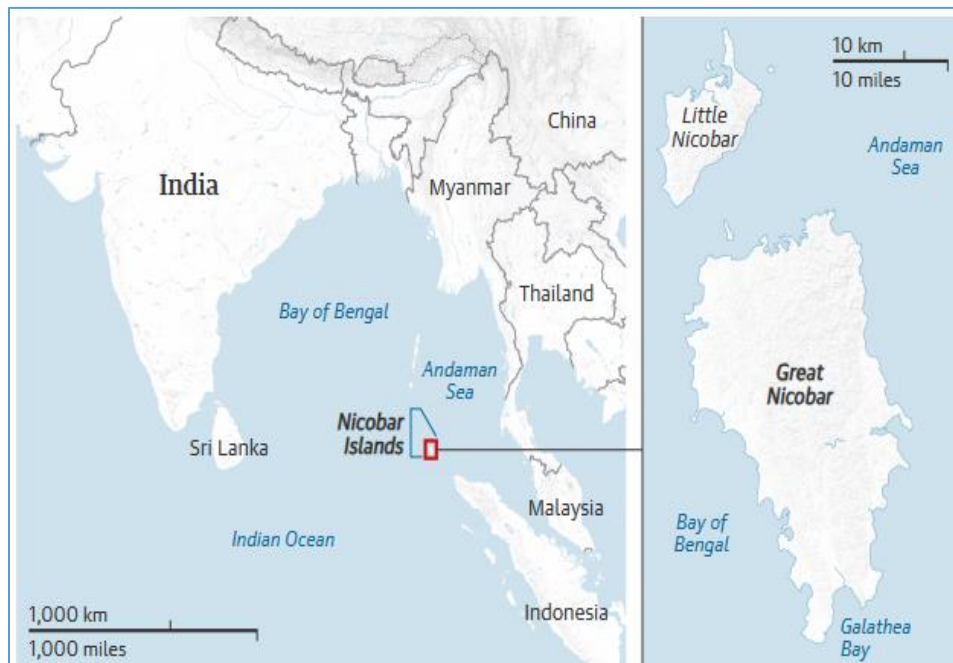 China
India
Myanmar
Thailand
Bay of Bengal
Andaman
Sea
Nicobar
Islands
Sri Lanka
Malaysia
Indian Ocean
Indonesia
1,000 km
1,000 miles
10 km
10 miles
Little
Nicobar
Andaman
Sea
Great
Nicobar
Bay of
Bengal
Galathea
Bay